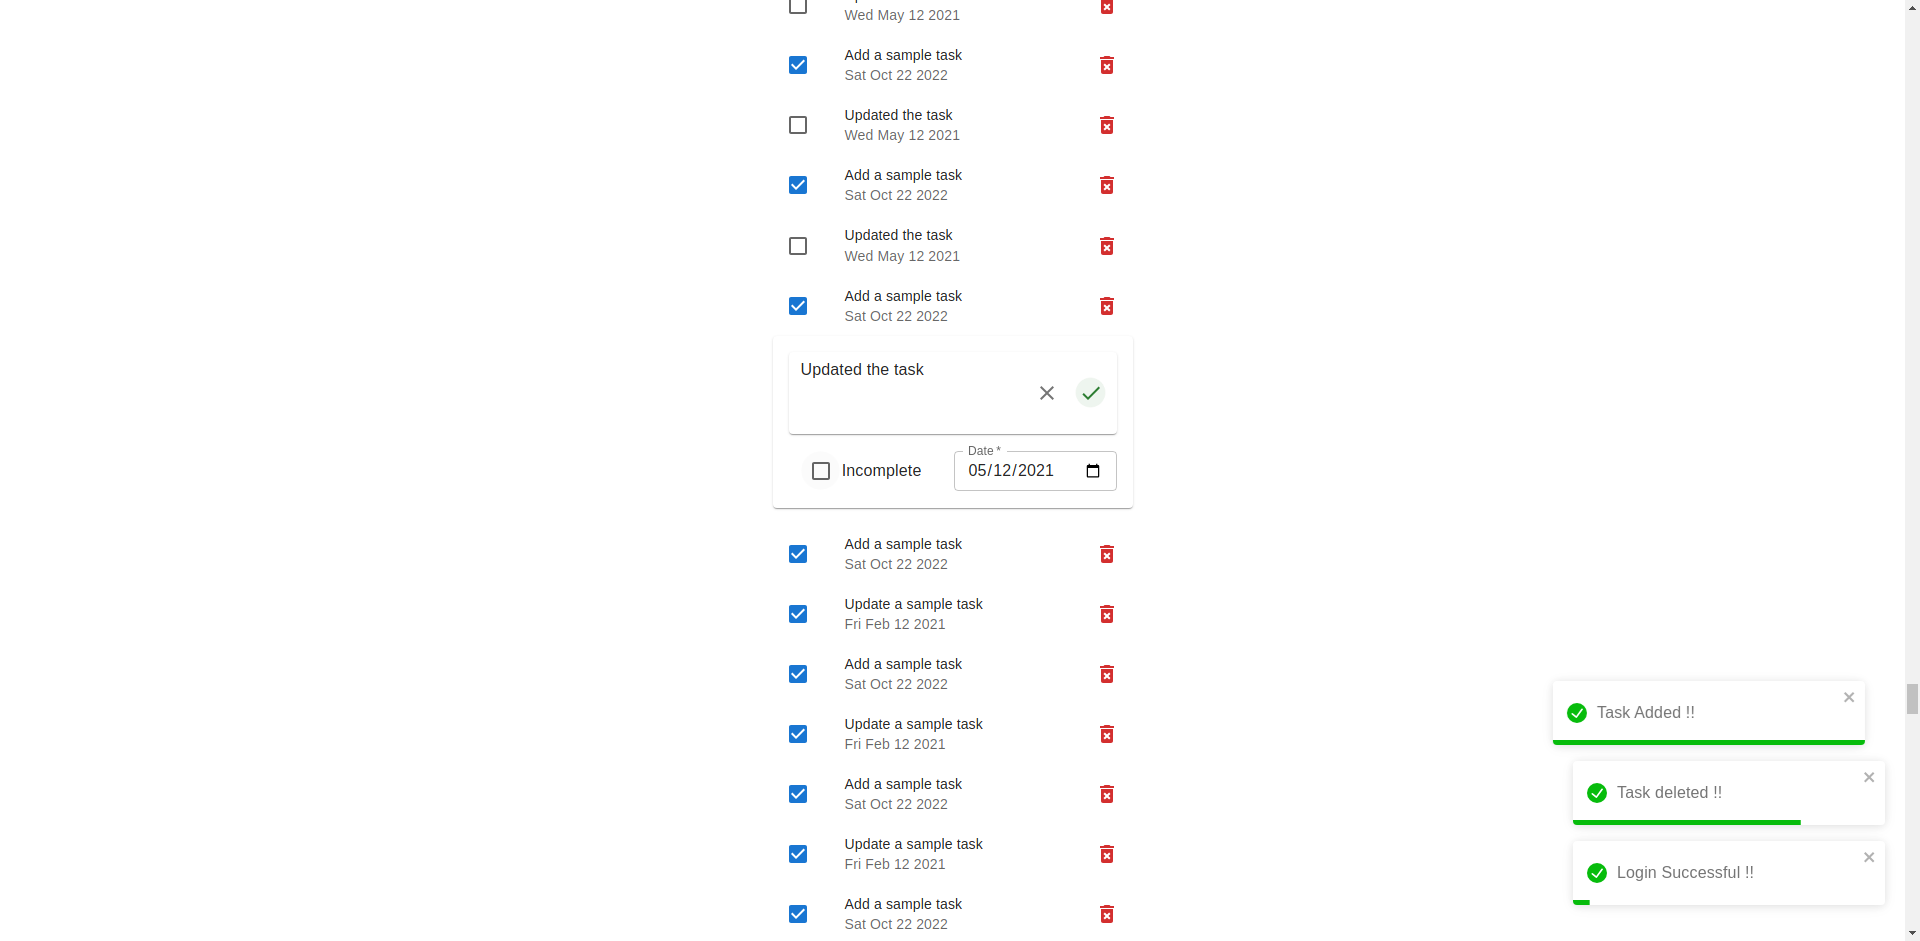 Wed May 12 2021
Add a sample task
Sat Oct 22 2022
Updated the task
Wed May 12 2021
Add a sample task
Sat Oct 22 2022
Updated the task
Wed May 12 2021
Add a sample task
Sat Oct 22 2022
Updated the task
Incomplete
Date *
05/12/2021
Add a sample task
Sat Oct 22 2022
Update a sample task
Fri Feb 12 2021
Add a sample task
Sat Oct 22 2022
Update a sample task
Fri Feb 12 2021
Add a sample task
Sat Oct 22 2022
Update a sample task
Fri Feb 12 2021
Add a sample task
Sat Oct 22 2022
Task Added !!
Task deleted !!
Login Successful !!